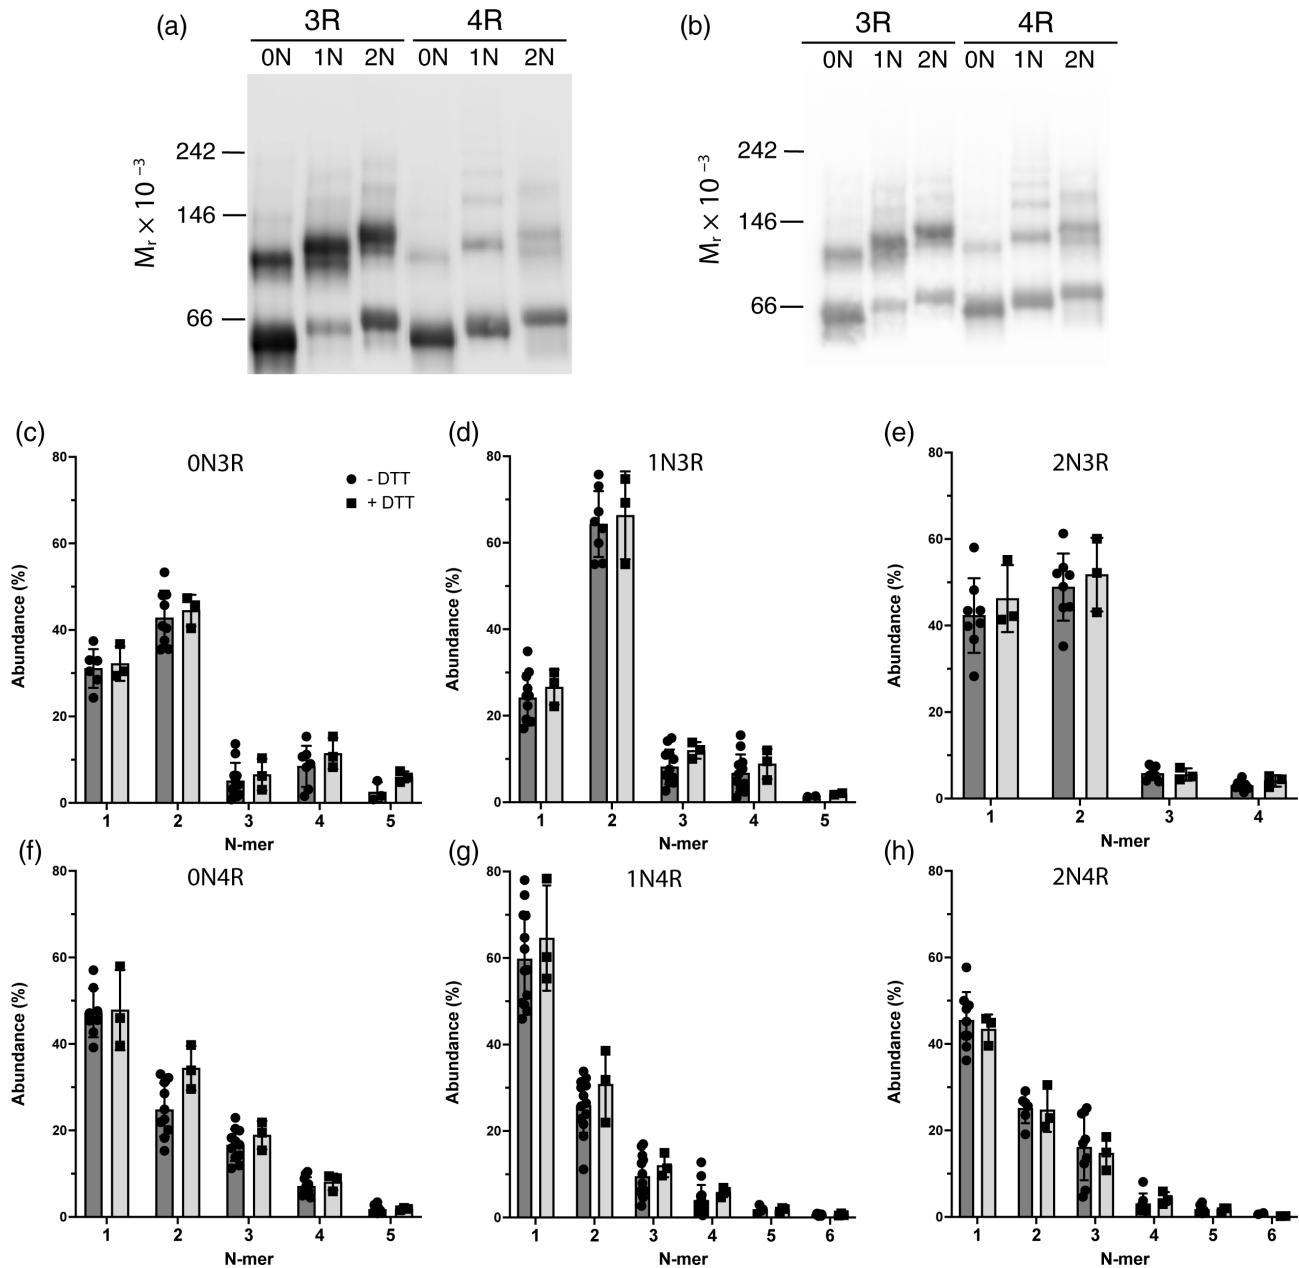 (a) 3R 4R
0N 1N 2N 0N 1N 2N
242
146
66
Mr × 10 −3
(b) 3R 4R
0N 1N 2N 0N 1N 2N
242
146
66
Mr × 10 −3
(c) 0N3R
- DTT
+ DTT
80
60
40
20
0
Abundance (%)
1 2 3 4 5
N-mer
(d) 1N3R
80
60
40
20
0
Abundance (%)
1 2 3 4 5
N-mer
(e) 2N3R
80
60
40
20
0
Abundance (%)
1 2 3 4
N-mer
(f) 0N4R
80
60
40
20
0
Abundance (%)
1 2 3 4 5
N-mer
(g) 1N4R
80
60
40
20
0
Abundance (%)
1 2 3 4 5 6
N-mer
(h) 2N4R
80
60
40
20
0
Abundance (%)
1 2 3 4 5 6
N-mer